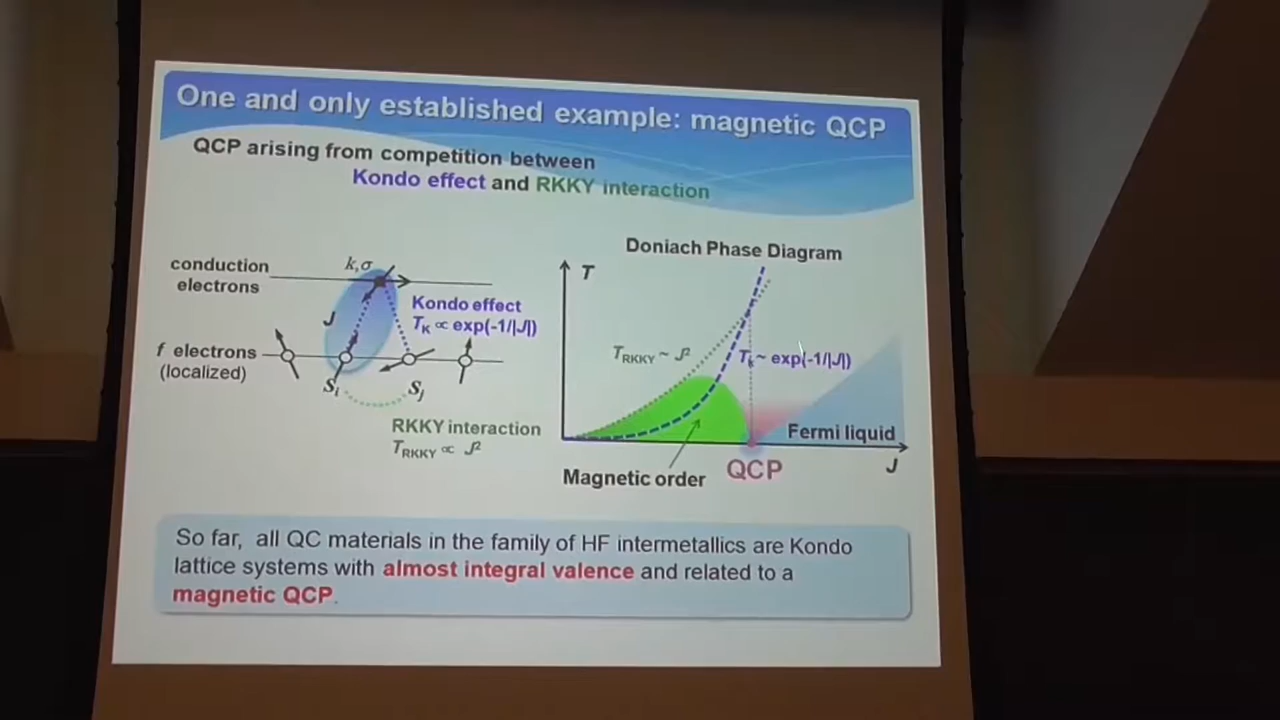 One and only established example: magnetic QCP
QCP arising from competition between
Kondo effect and RKKY interaction
conduction
electrons
k,σ
J
Kondo effect
T_K ∝ exp(-1/|J|)
f electrons
(localized)
S_i
S_j
RKKY interaction
T_RKKY ∝ J²
Doniach Phase Diagram
T
T_RKKY ~ J²
T_k ~ exp(-1/|J|)
Fermi liquid
J
Magnetic order
QCP
So far, all QC materials in the family of HF intermetallics are Kondo
lattice systems with almost integral valence and related to a
magnetic QCP.